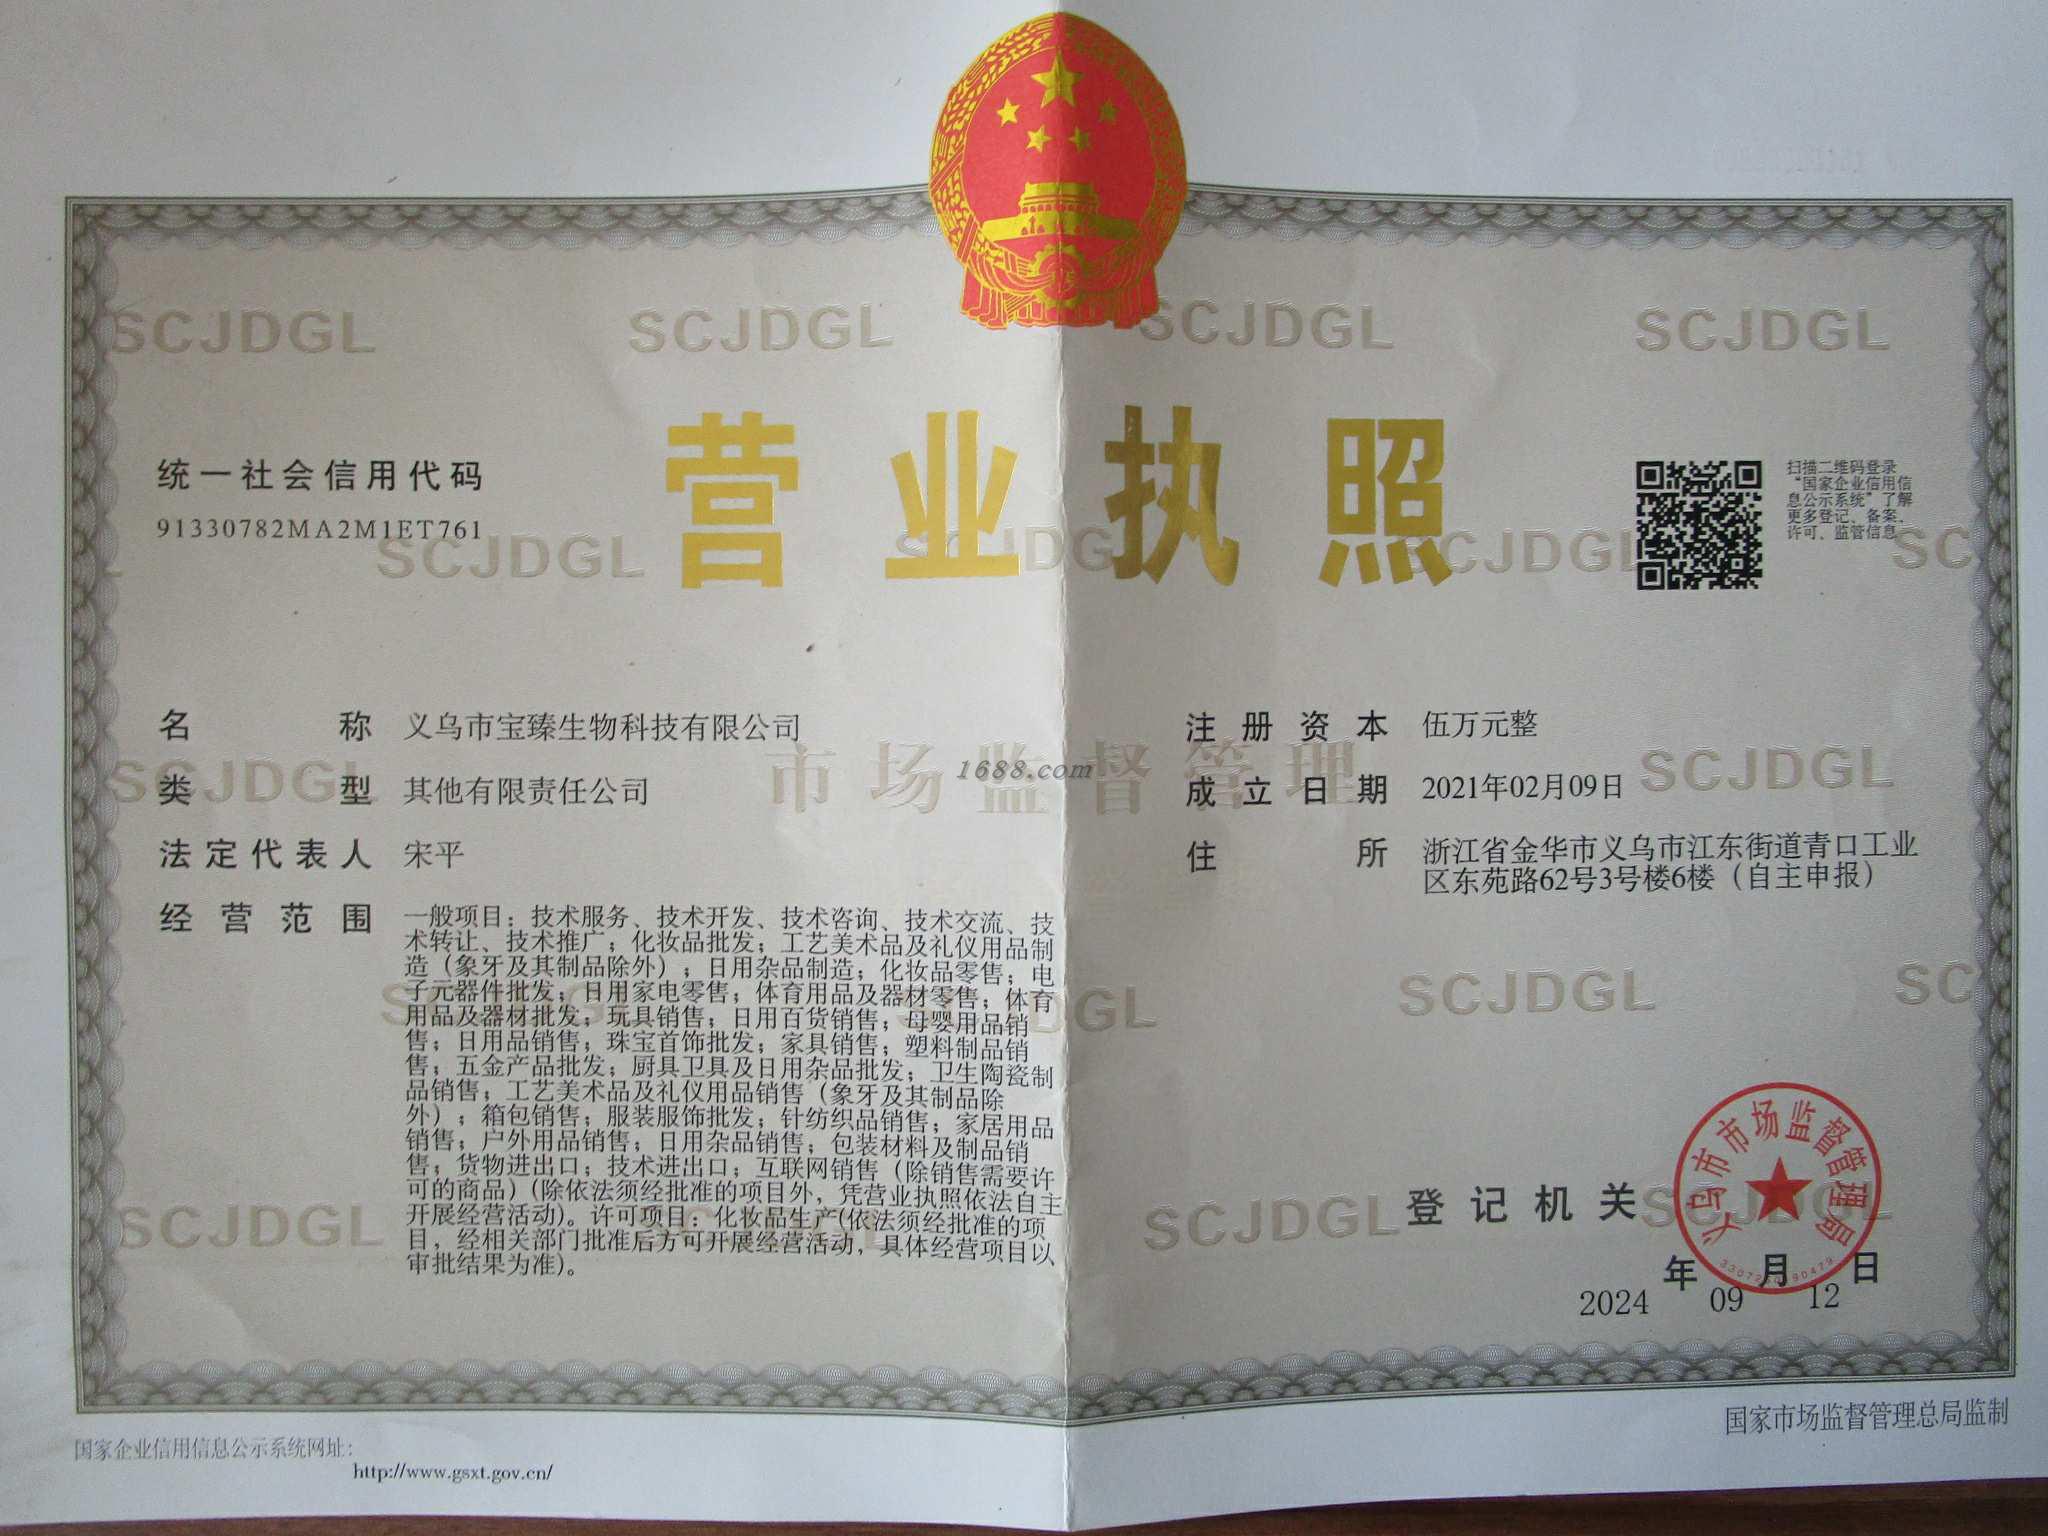 SCJDGL SCJDGL SCJDGL SCJDGL
营业执照
统一社会信用代码
91330782MA2M1ET761
扫描二维码登录
“国家企业信用信
息公示系统”了解
更多登记、备案、
许可、监管信息
SCJDGL SCJDGL SC
名称 义乌市宝臻生物科技有限公司
类型 其他有限责任公司
法定代表人 宋平
经营范围 一般项目：技术服务、技术开发、技术咨询、技术交流、技
术转让、技术推广；化妆品批发；工艺美术品及礼仪用品制
造（象牙及其制品除外）；日用杂品制造；化妆品零售；电
子元器件批发；日用家电零售；体育用品及器材零售；体育
用品及器材批发；玩具销售；日用百货销售；母婴用品销
售；日用品销售；珠宝首饰批发；家具销售；塑料制品销
售；五金产品批发；厨具卫具及日用杂品批发；卫生陶瓷制
品销售；工艺美术品及礼仪用品销售（象牙及其制品除
外）；箱包销售；服装服饰批发；针纺织品销售；家居用品
销售；户外用品销售；日用杂品销售；包装材料及制品销
售；货物进出口；技术进出口；互联网销售（除销售需要许
可的商品）(除依法须经批准的项目外，凭营业执照依法自主
开展经营活动)。许可项目：化妆品生产(依法须经批准的项
目，经相关部门批准后方可开展经营活动，具体经营项目以
审批结果为准)。
市场监督管理
1688.com
注册资本 伍万元整
成立日期 2021年02月09日
住所 浙江省金华市义乌市江东街道青口工业
区东苑路62号3号楼6楼（自主申报）
SCJDGL
SCJDGL SC
SCJDGL SCJDGL
登记机关
义乌市市场监督管理局
年 月 日
2024 09 12
国家企业信用信息公示系统网址：
http://www.gsxt.gov.cn/
国家市场监督管理总局监制